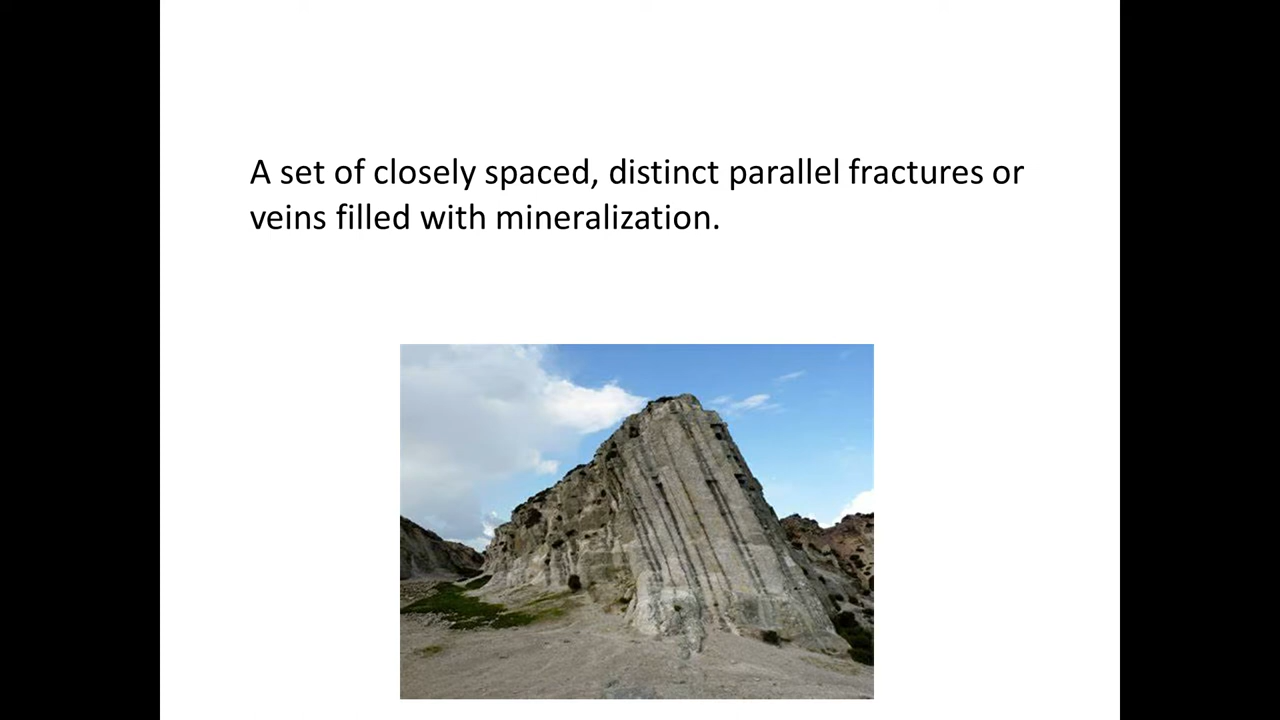 A set of closely spaced, distinct parallel fractures or
veins filled with mineralization.